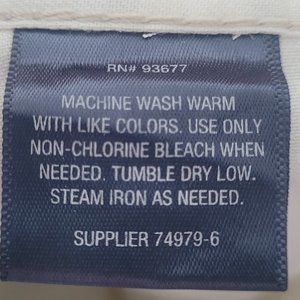 RN# 93677
MACHINE WASH WARM
WITH LIKE COLORS. USE ONLY
NON-CHLORINE BLEACH WHEN
NEEDED. TUMBLE DRY LOW.
STEAM IRON AS NEEDED.
SUPPLIER 74979-6